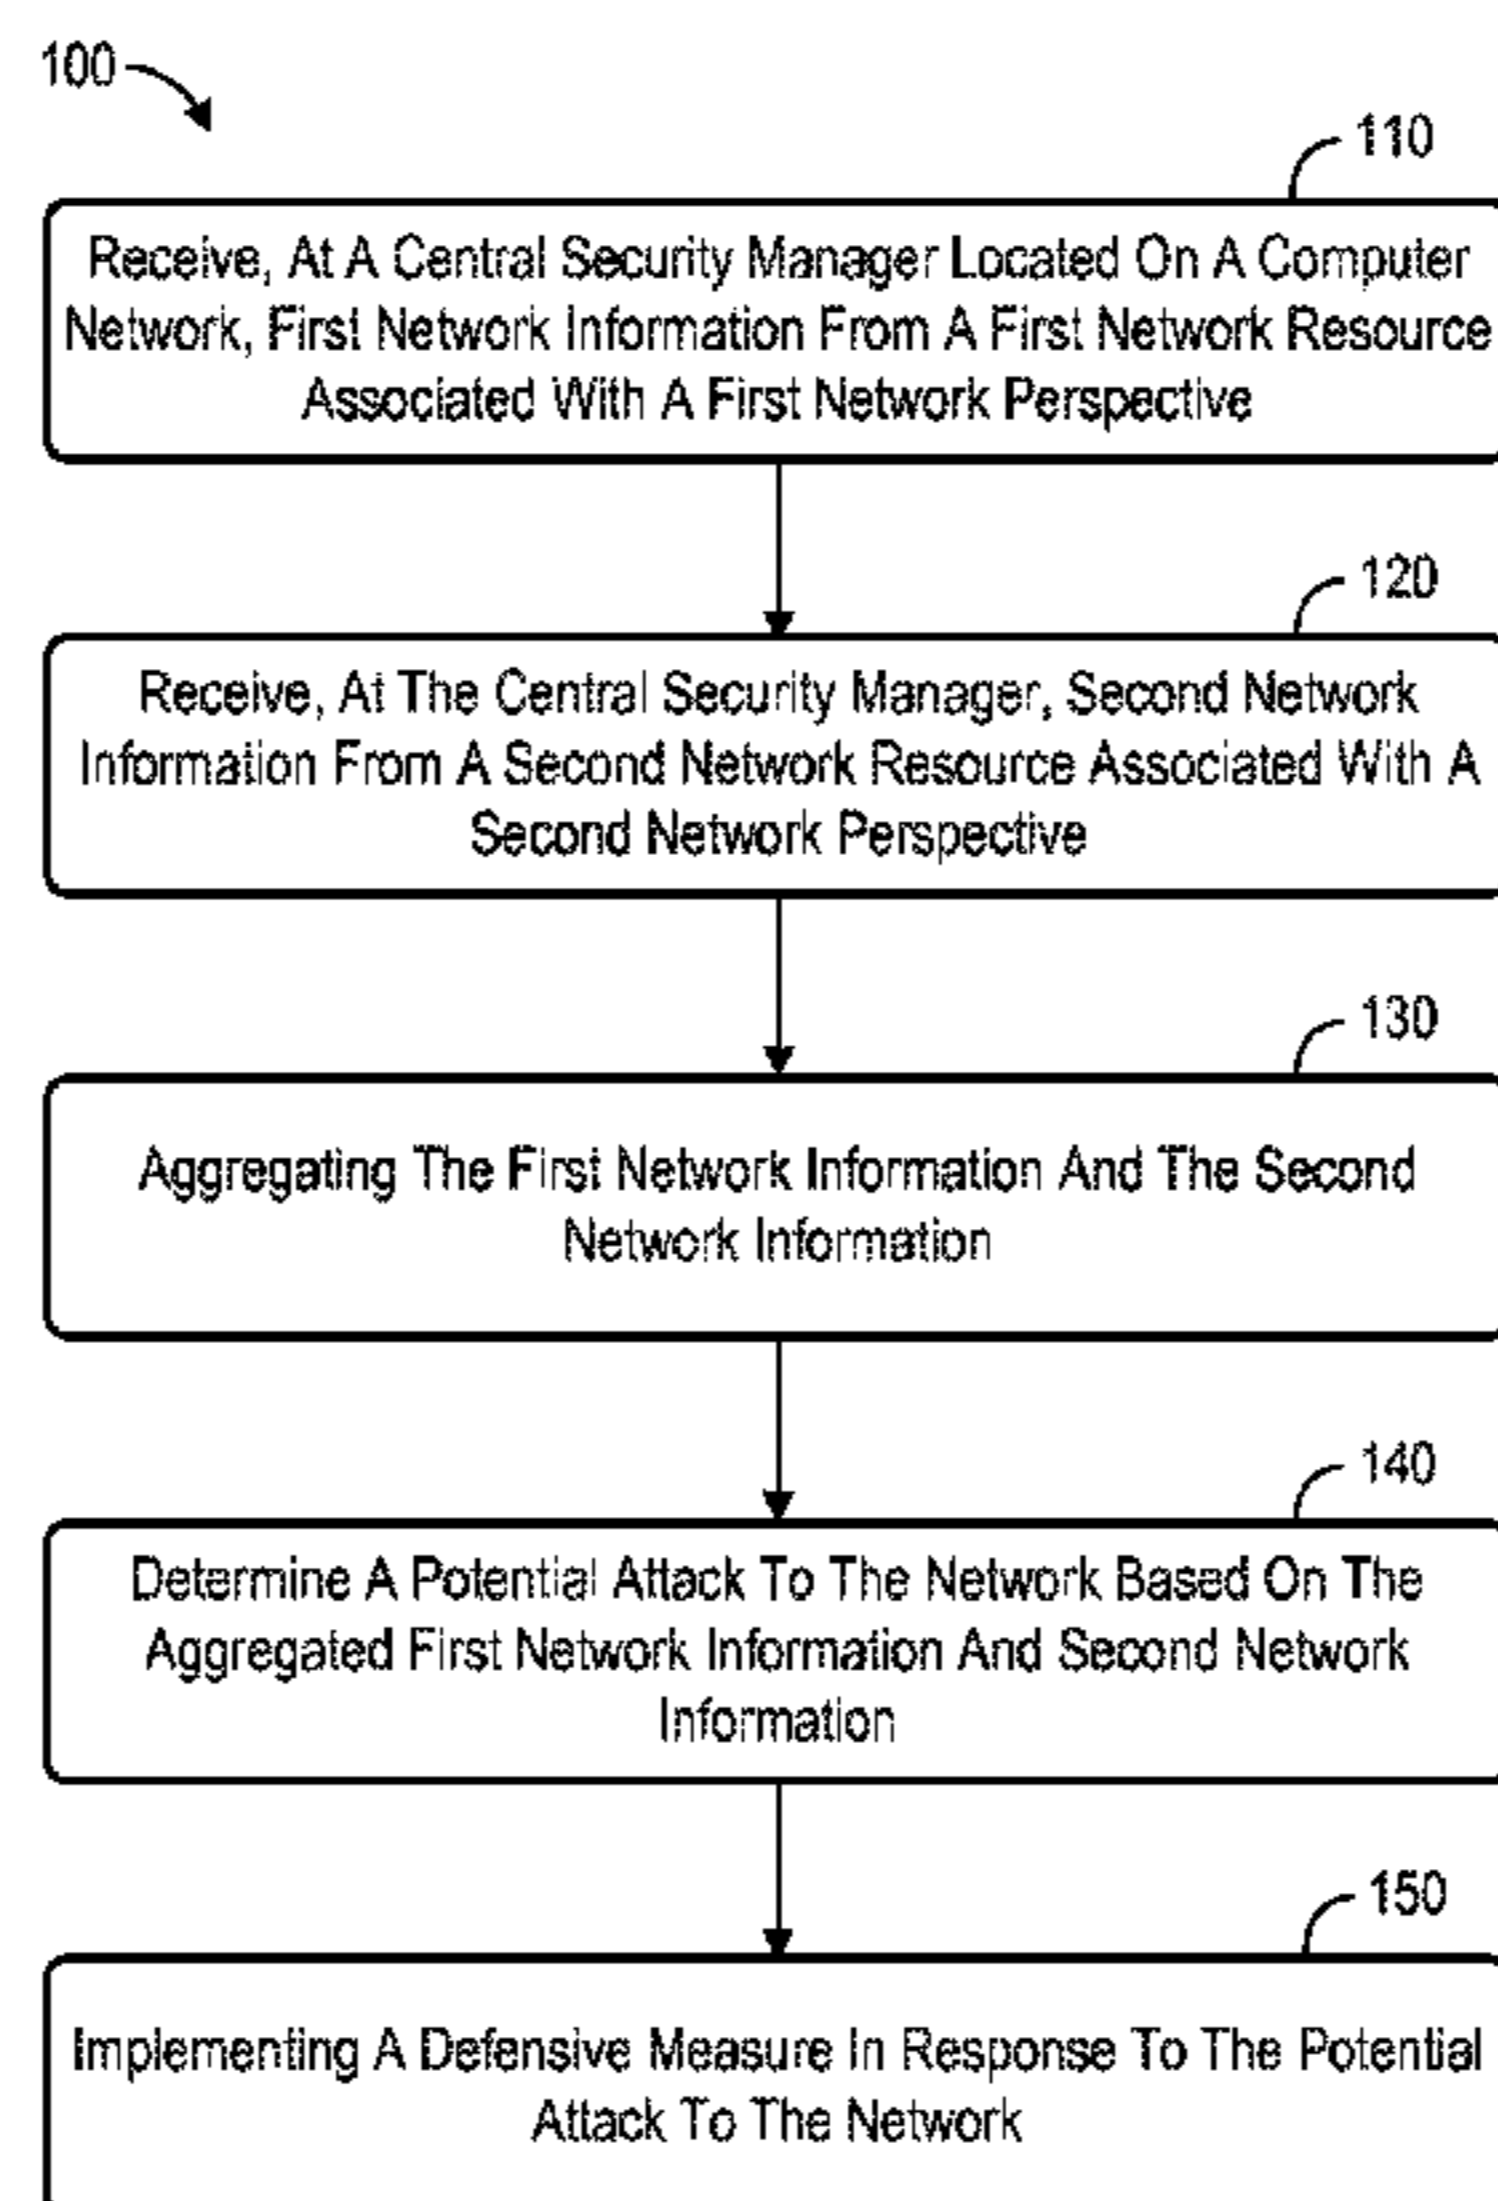 100
110
Receive, At A Central Security Manager Located On A Computer
Network, First Network Information From A First Network Resource
Associated With A First Network Perspective
120
Receive, At The Central Security Manager, Second Network
Information From A Second Network Resource Associated With A
Second Network Perspective
130
Aggregating The First Network Information And The Second
Network Information
140
Determine A Potential Attack To The Network Based On The
Aggregated First Network Information And Second Network
Information
150
Implementing A Defensive Measure In Response To The Potential
Attack To The Network